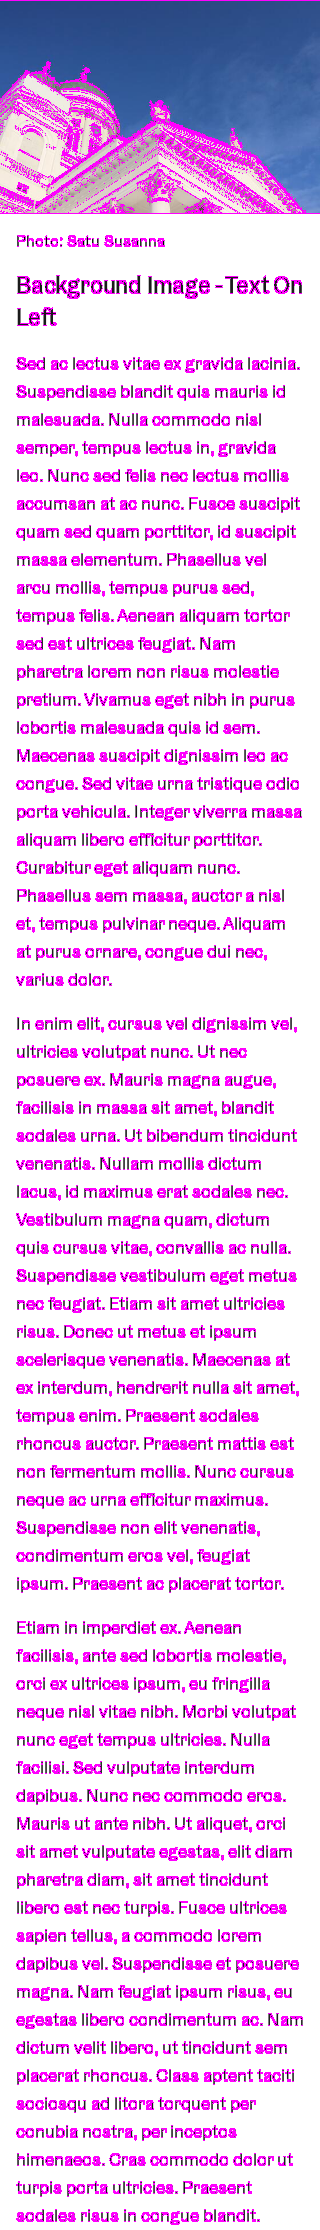 Photo: Satu Susanna
Background Image - Text On
Left
Sed ac lectus vitae ex gravida lacinia.
Suspendisse blandit quis mauris id
malesuada. Nulla commodo nisl
semper, tempus lectus in, gravida
leo. Nunc sed felis nec lectus mollis
accumsan at ac nunc. Fusce suscipit
quam sed quam porttitor, id suscipit
massa elementum. Phasellus vel
arcu mollis, tempus purus sed,
tempus felis. Aenean aliquam tortor
sed est ultrices feugiat. Nam
pharetra lorem non risus molestie
pretium. Vivamus eget nibh in purus
lobortis malesuada quis id sem.
Maecenas suscipit dignissim leo ac
congue. Sed vitae urna tristique odio
porta vehicula. Integer viverra massa
aliquam libero efficitur porttitor.
Curabitur eget aliquam nunc.
Phasellus sem massa, auctor a nisl
et, tempus pulvinar neque. Aliquam
at purus ornare, congue dui nec,
varius dolor.
In enim elit, cursus vel dignissim vel,
ultricies volutpat nunc. Ut nec
posuere ex. Mauris magna augue,
facilisis in massa sit amet, blandit
sodales urna. Ut bibendum tincidunt
venenatis. Nullam mollis dictum
lacus, id maximus erat sodales nec.
Vestibulum magna quam, dictum
quis cursus vitae, convallis ac nulla.
Suspendisse vestibulum eget metus
nec feugiat. Etiam sit amet ultricies
risus. Donec ut metus et ipsum
scelerisque venenatis. Maecenas at
ex interdum, hendrerit nulla sit amet,
tempus enim. Praesent sodales
rhoncus auctor. Praesent mattis est
non fermentum mollis. Nunc cursus
neque ac urna efficitur maximus.
Suspendisse non elit venenatis,
condimentum eros vel, feugiat
ipsum. Praesent ac placerat tortor.
Etiam in imperdiet ex. Aenean
facilisis, ante sed lobortis molestie,
orci ex ultrices ipsum, eu fringilla
neque nisl vitae nibh. Morbi volutpat
nunc eget tempus ultricies. Nulla
facilisi. Sed vulputate interdum
dapibus. Nunc nec commodo eros.
Mauris ut ante nibh. Ut aliquet, orci
sit amet vulputate egestas, elit diam
pharetra diam, sit amet tincidunt
libero est nec turpis. Fusce ultrices
sapien tellus, a commodo lorem
dapibus vel. Suspendisse et posuere
magna. Nam feugiat ipsum risus, eu
egestas libero condimentum ac. Nam
dictum velit libero, ut tincidunt sem
placerat rhoncus. Class aptent taciti
sociosqu ad litora torquent per
conubia nostra, per inceptos
himenaeos. Cras commodo dolor ut
turpis porta ultricies. Praesent
sodales risus in congue blandit.